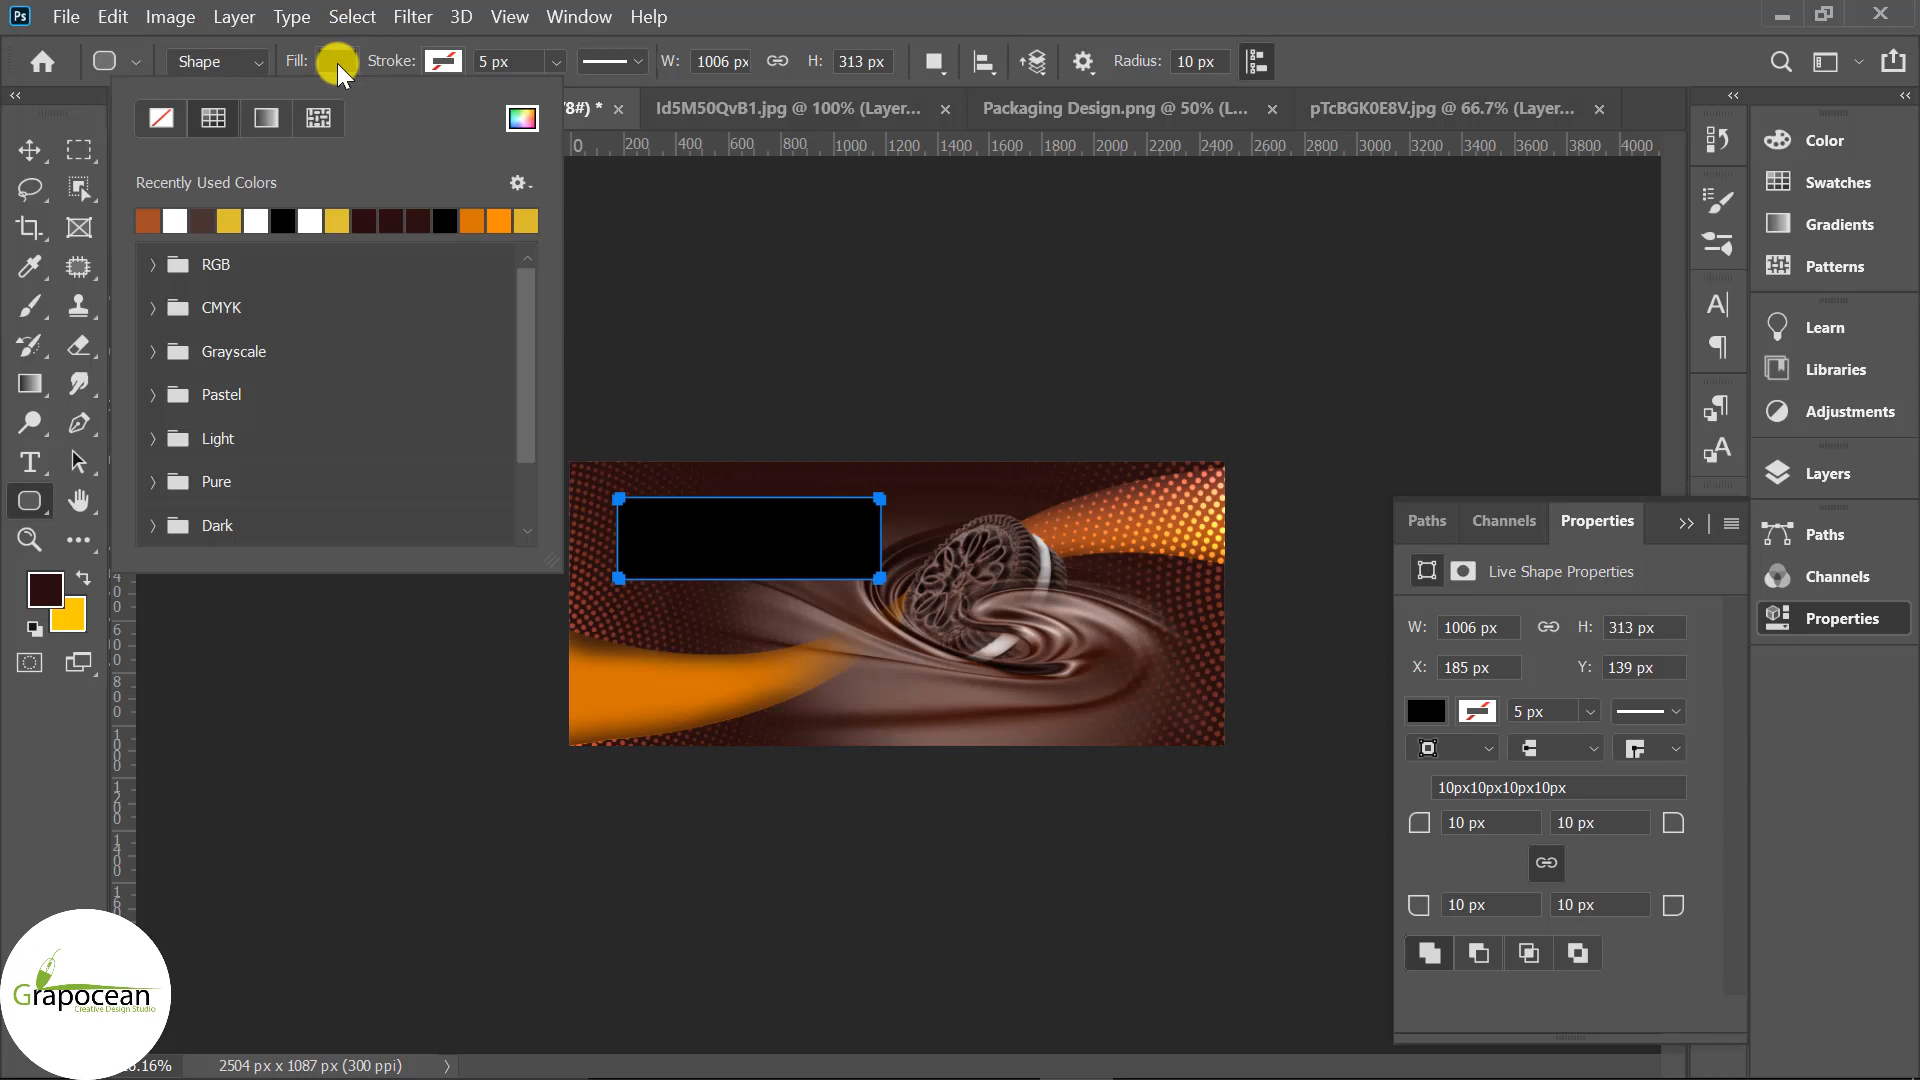 Ps File Edit Image Layer Type Select Filter 3D View Window Help
Shape Fill: Stroke: 5 px W: 1006 px H: 313 px Radius: 10 px
/8#) * × Id5M50QvB1.jpg @ 100% (Layer... × Packaging Design.png @ 50% (L... × pTcBGK0E8V.jpg @ 66.7% (Layer... ×
0 200 400 600 800 1000 1200 1400 1600 1800 2000 2200 2400 2600 2800 3000 3200 3400 3600 3800 4000
Recently Used Colors
RGB
CMYK
Grayscale
Pastel
Light
Pure
Dark
Color
Swatches
Gradients
Patterns
Learn
Libraries
Adjustments
Layers
Paths
Channels
Properties
Paths Channels Properties
Live Shape Properties
W: 1006 px H: 313 px
X: 185 px Y: 139 px
5 px
10px10px10px10px
10 px 10 px
10 px 10 px
Grapocean
Creative Design Studio
6.16% 2504 px x 1087 px (300 ppi)